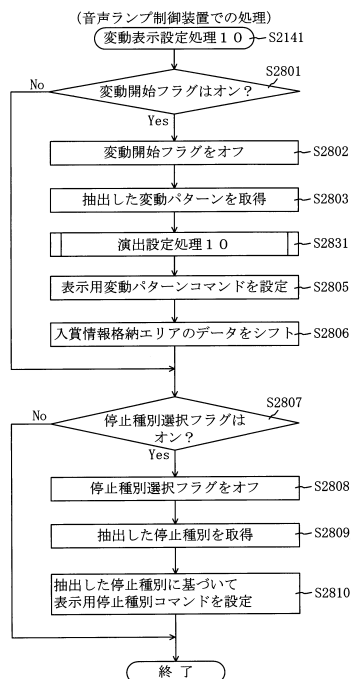 (音声ランプ制御装置での処理)
変動表示設定処理10
S2141
S2801
変動開始フラグはオン?
No
Yes
変動開始フラグをオフ
S2802
抽出した変動パターンを取得
S2803
演出設定処理10
S2831
表示用変動パターンコマンドを設定
S2805
入賞情報格納エリアのデータをシフト
S2806
S2807
停止種別選択フラグは
オン?
No
Yes
停止種別選択フラグをオフ
S2808
抽出した停止種別を取得
S2809
抽出した停止種別に基づいて
表示用停止種別コマンドを設定
S2810
終了